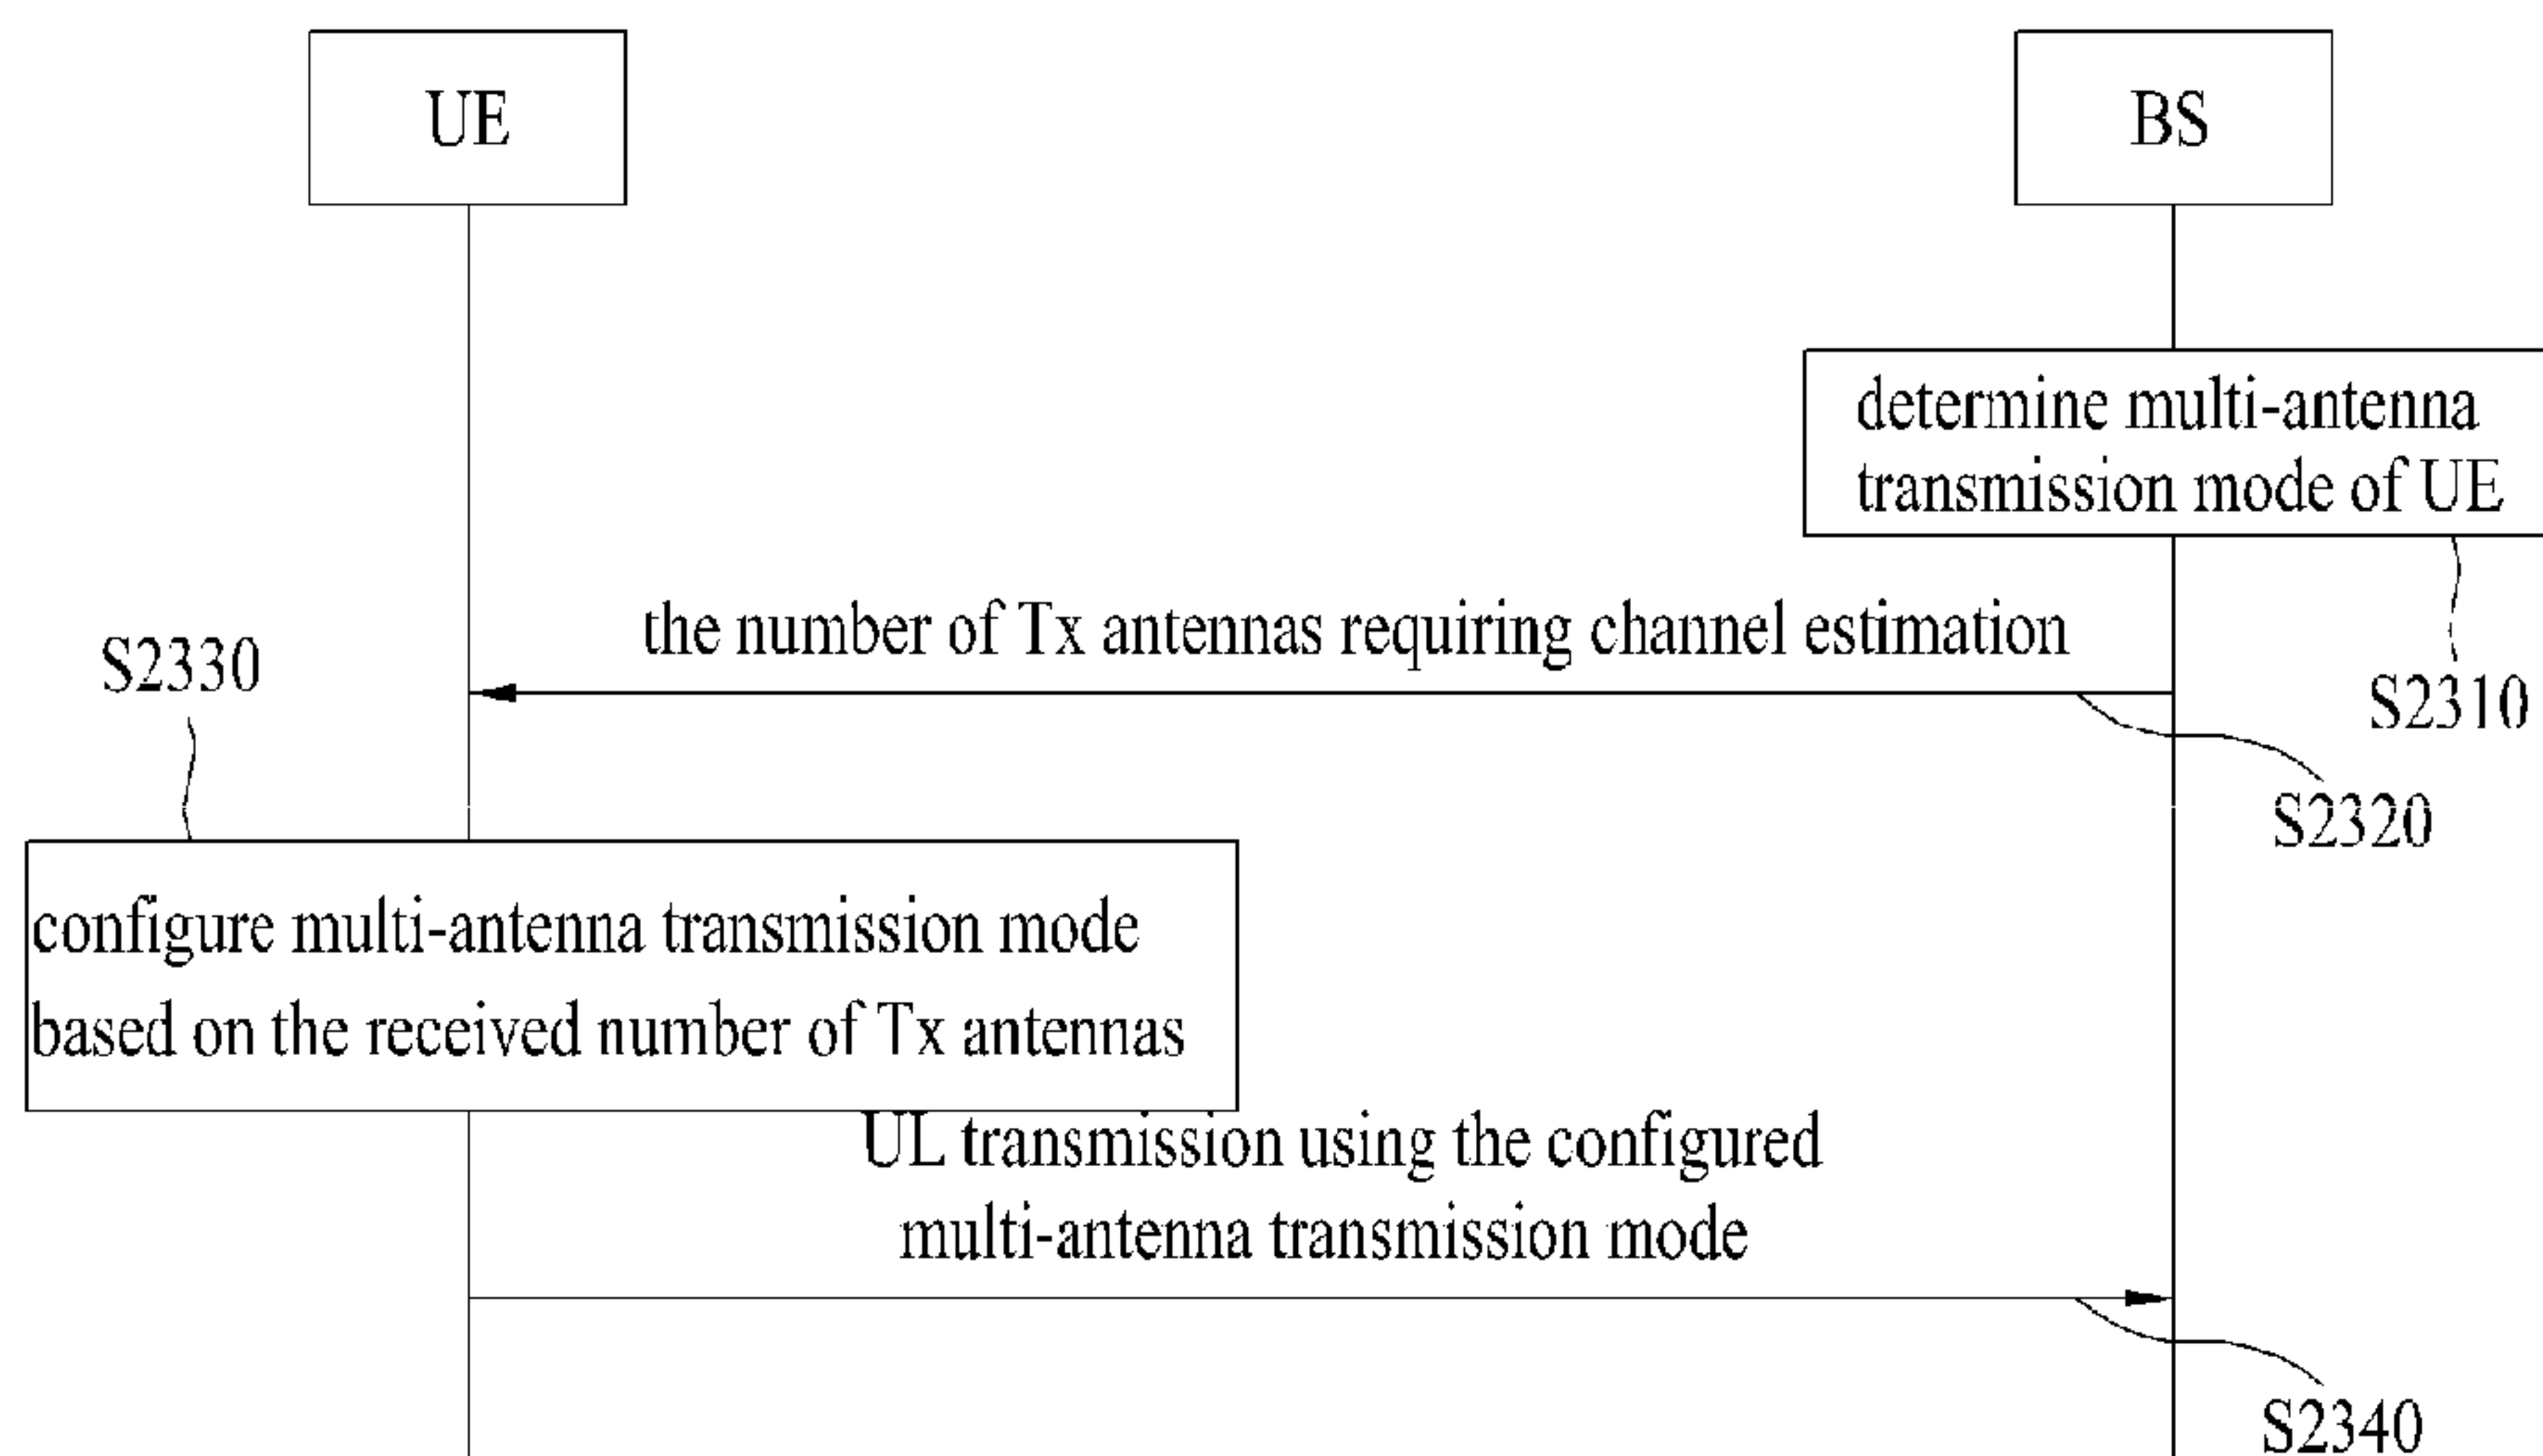 UE
BS
determine multi-antenna
transmission mode of UE
the number of Tx antennas requiring channel estimation
S2330
S2310
S2320
configure multi-antenna transmission mode
based on the received number of Tx antennas
UL transmission using the configured
multi-antenna transmission mode
S2340